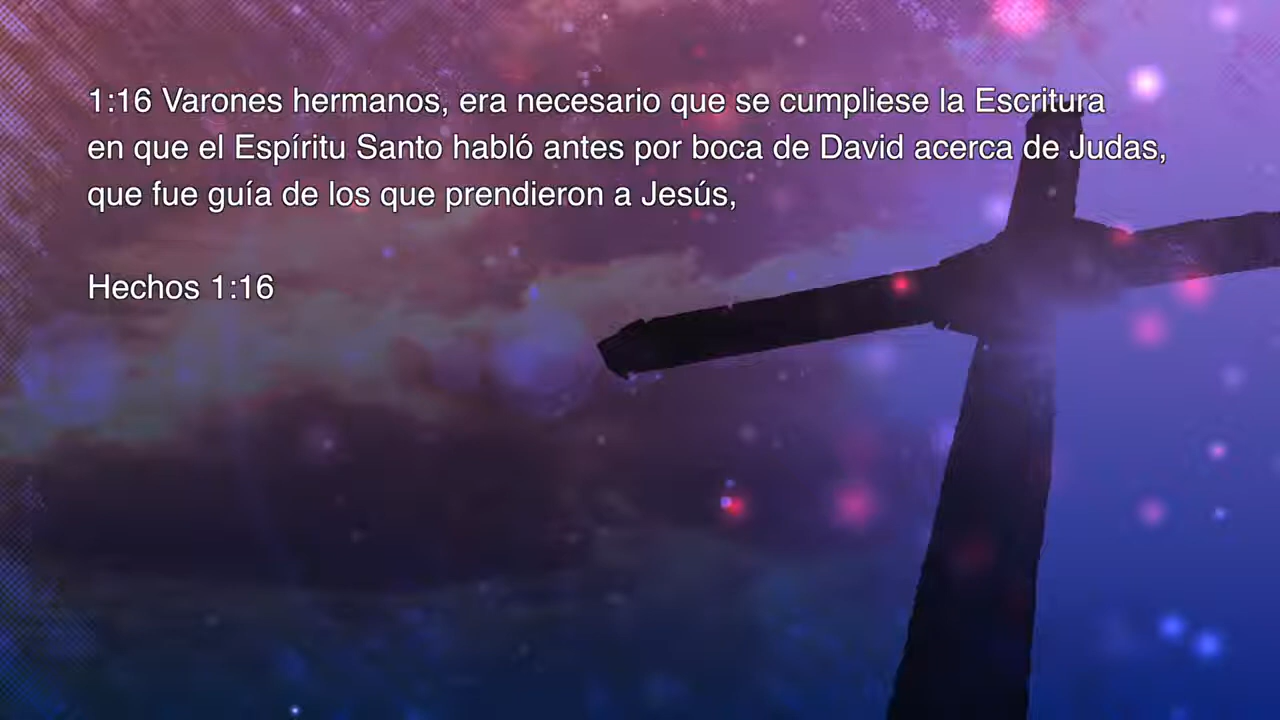 1:16 Varones hermanos, era necesario que se cumpliese la Escritura
en que el Espíritu Santo habló antes por boca de David acerca de Judas,
que fue guía de los que prendieron a Jesús,
Hechos 1:16